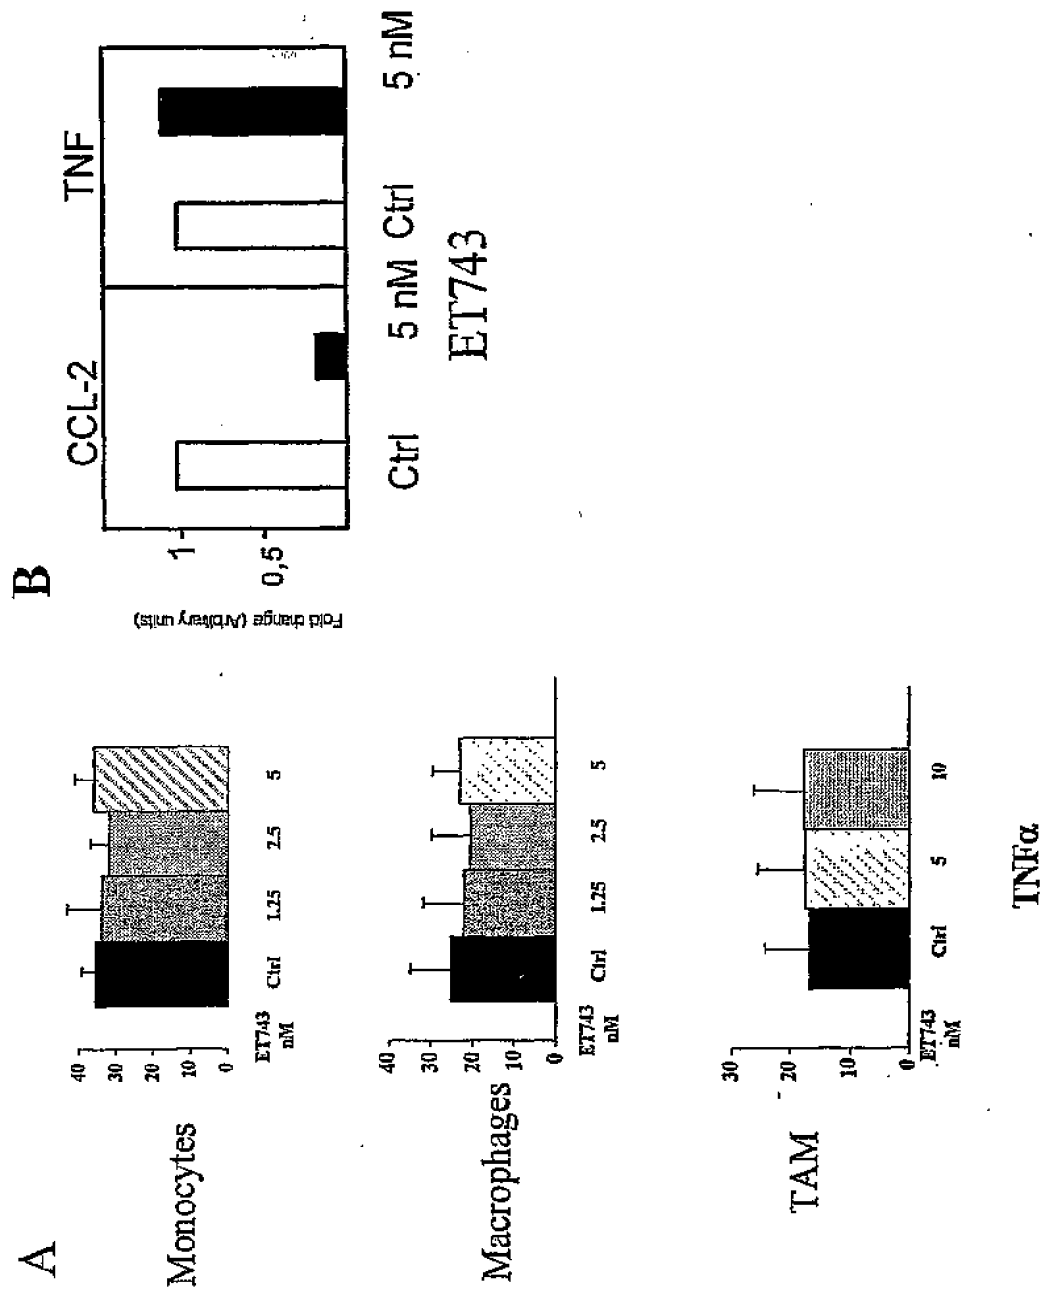 A
Monocytes
40
30
20
10
0
ET743
nM
Ctrl
1.25
2.5
5
Macrophages
40
30
20
10
0
ET743
nM
Ctrl
1.25
2.5
5
TAM
30
20
10
0
ET743
nM
Ctrl
5
10
TNFα
B
CCL-2 TNF
Fold change (Arbitrary units)
1
0,5
Ctrl 5 nM Ctrl 5 nM
ET743